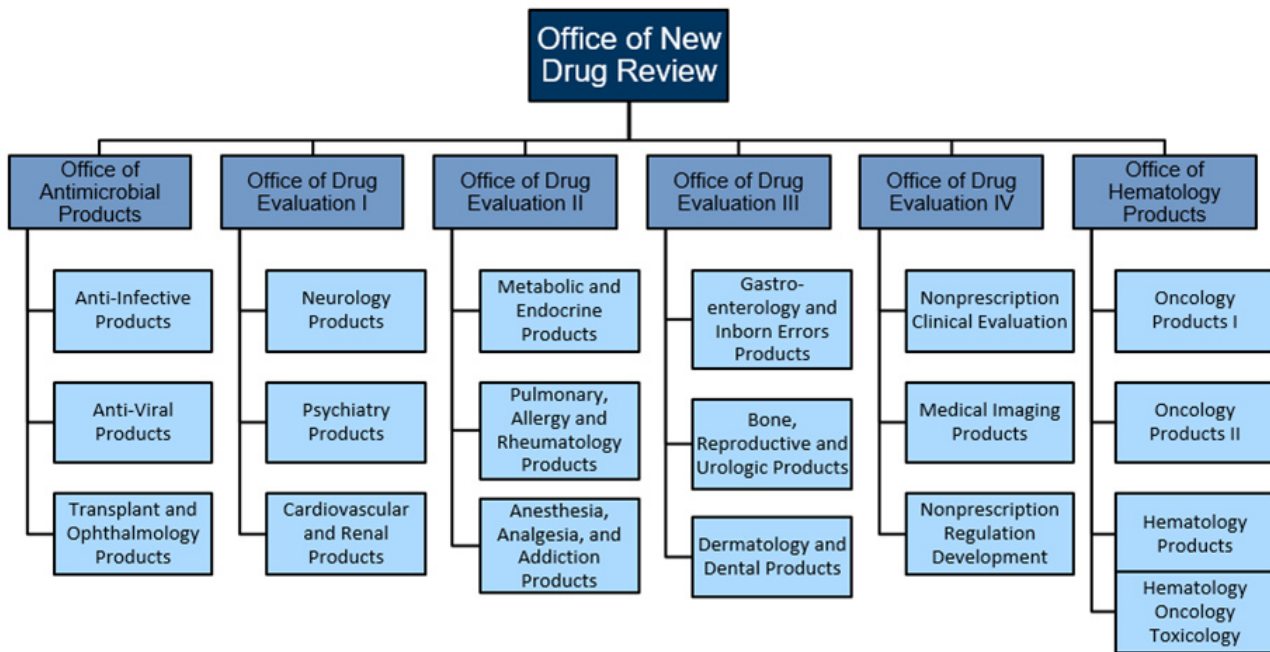 Office of New
Drug Review
Office of
Antimicrobial
Products
Office of Drug
Evaluation I
Office of Drug
Evaluation II
Office of Drug
Evaluation III
Office of Drug
Evaluation IV
Office of
Hematology
Products
Anti-Infective
Products
Anti-Viral
Products
Transplant and
Ophthalmology
Products
Neurology
Products
Psychiatry
Products
Cardiovascular
and Renal
Products
Metabolic and
Endocrine
Products
Pulmonary,
Allergy and
Rheumatology
Products
Anesthesia,
Analgesia, and
Addiction
Products
Gastro-
enterology and
Inborn Errors
Products
Bone,
Reproductive and
Urologic Products
Dermatology and
Dental Products
Nonprescription
Clinical Evaluation
Medical Imaging
Products
Nonprescription
Regulation
Development
Oncology
Products I
Oncology
Products II
Hematology
Products
Hematology
Oncology
Toxicology